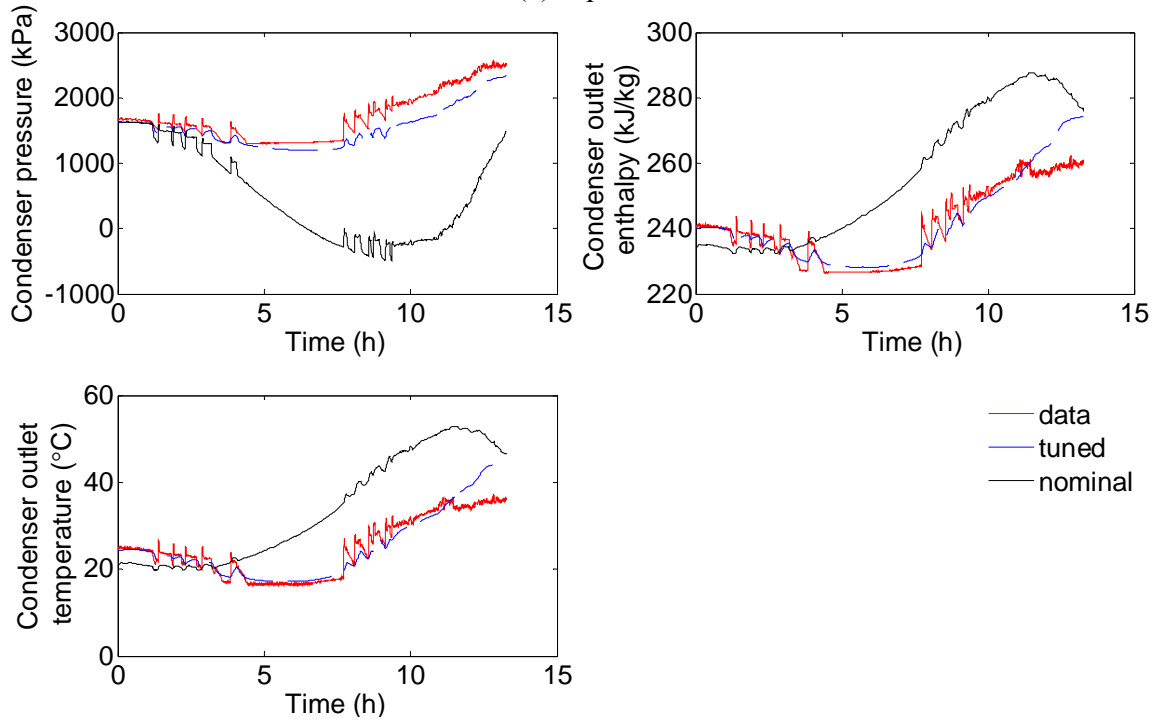 3000
2000
1000
0
-1000
Condenser pressure (kPa)
0 5 10 15
Time (h)
300
280
260
240
220
Condenser outlet
enthalpy (kJ/kg)
0 5 10 15
Time (h)
60
40
20
0
Condenser outlet
temperature (°C)
0 5 10 15
Time (h)
data
tuned
nominal